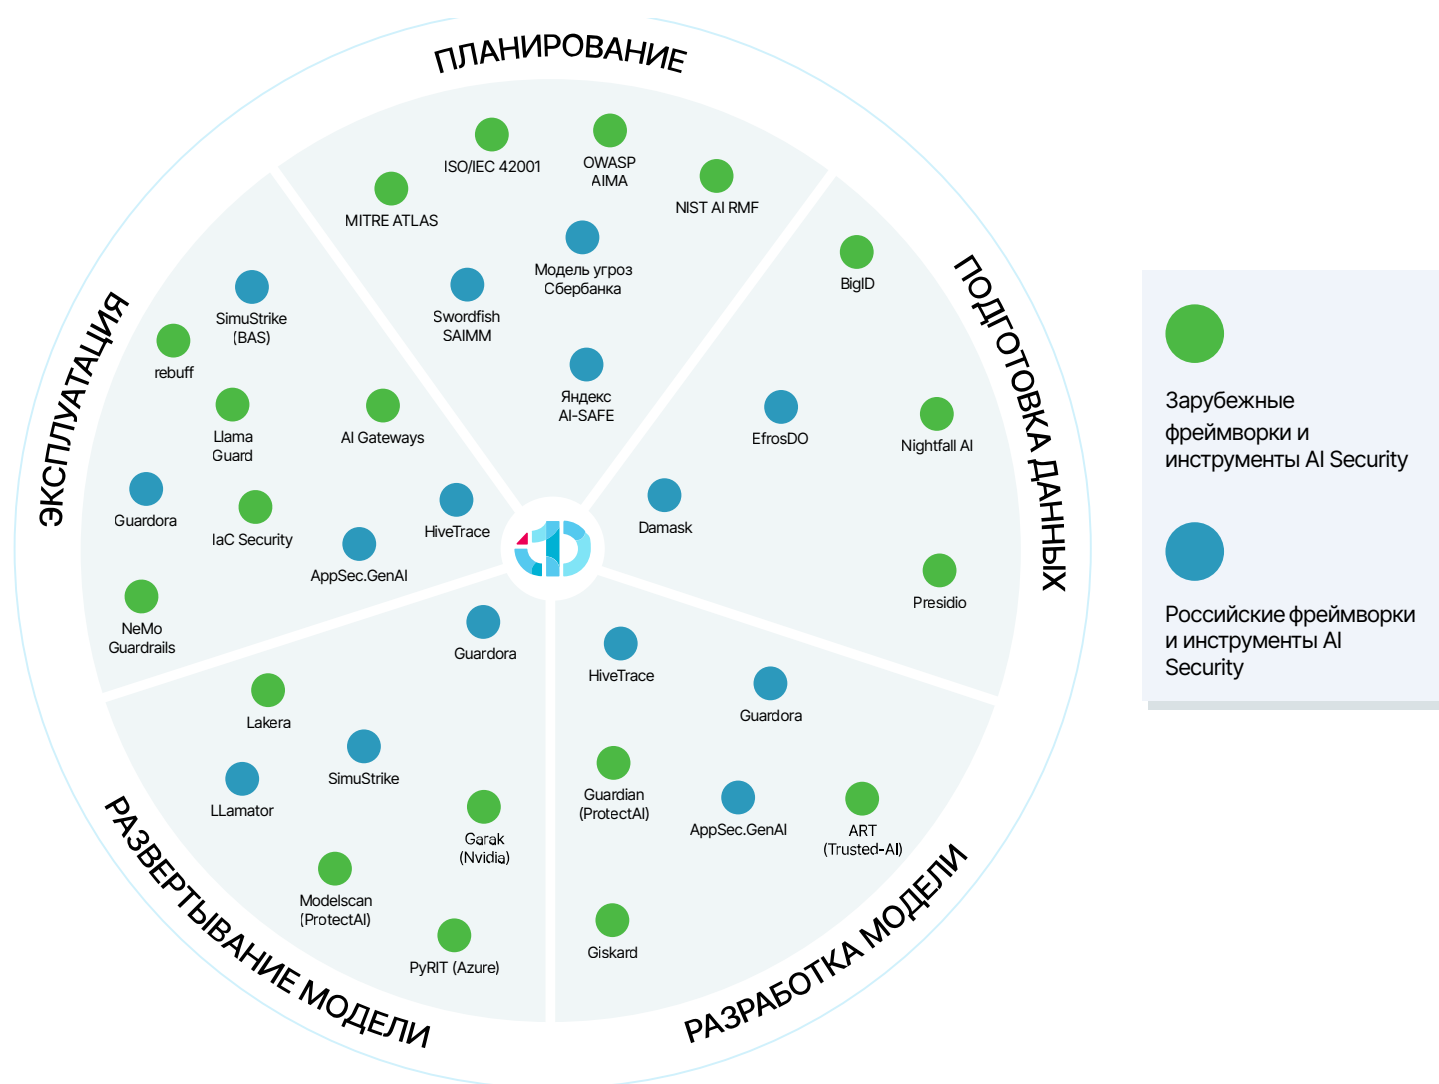 ПЛАНИРОВАНИЕ
ISO/IEC 42001
OWASP
AIMA
NIST AI RMF
MITRE ATLAS
Модель угроз
Сбербанка
Swordfish
SAIMM
Яндекс
AI-SAFE
ПОДГОТОВКА ДАННЫХ
BigID
EfrosDO
Nightfall AI
Damask
Presidio
РАЗРАБОТКА МОДЕЛИ
HiveTrace
Guardora
Guardian
(ProtectAI)
AppSec.GenAI
ART
(Trusted-AI)
Giskard
РАЗВЕРТЫВАНИЕ МОДЕЛИ
Guardora
Lakera
SimuStrike
LLamator
Garak
(Nvidia)
Modelscan
(ProtectAI)
PyRIT (Azure)
ЭКСПЛУАТАЦИЯ
SimuStrike
(BAS)
rebuff
Llama
Guard
AI Gateways
Guardora
IaC Security
HiveTrace
AppSec.GenAI
NeMo
Guardrails
Зарубежные
фреймворки и
инструменты AI Security
Российские фреймворки
и инструменты AI
Security